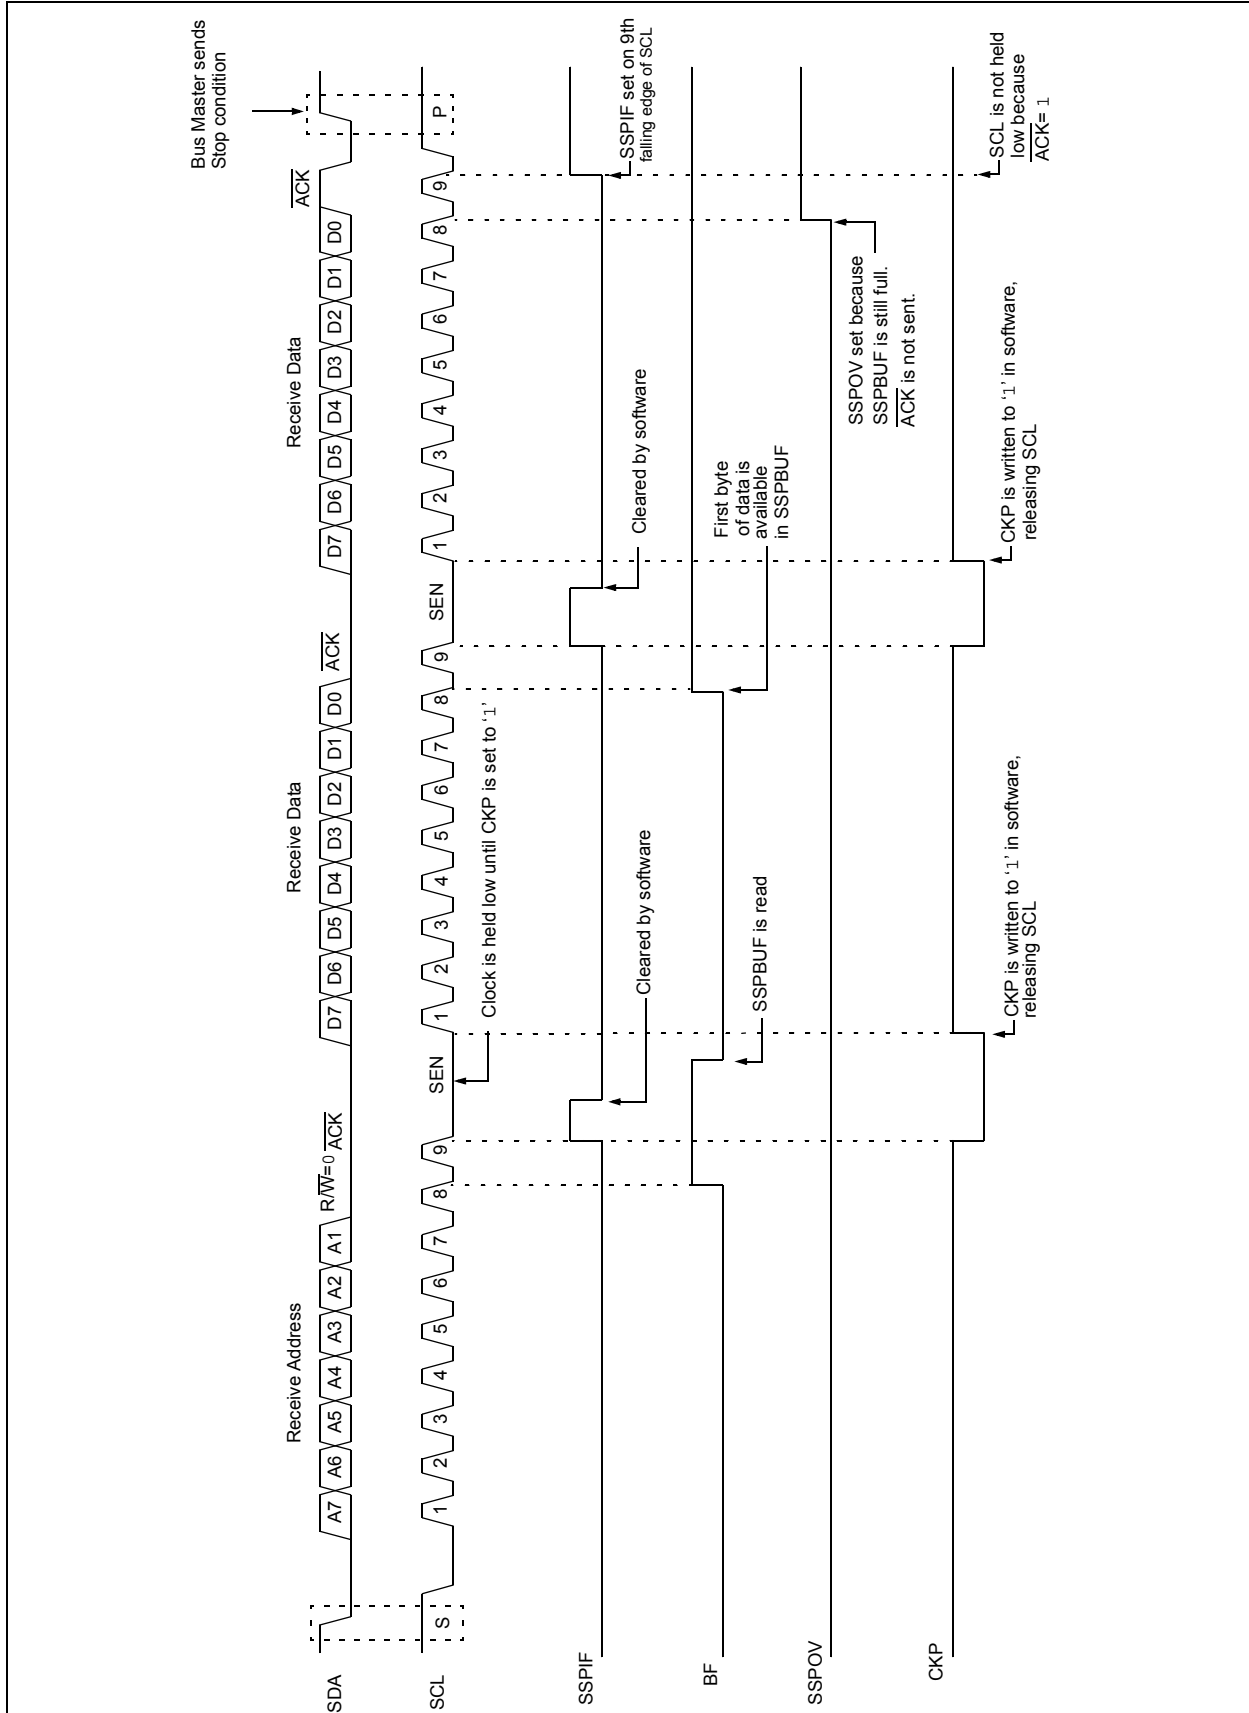 Bus Master sends
Stop condition
Receive Address
Receive Data
Receive Data
SDA
A7 A6 A5 A4 A3 A2 A1 R/W=0 ACK D7 D6 D5 D4 D3 D2 D1 D0 ACK D7 D6 D5 D4 D3 D2 D1 D0 ACK
SCL
S 1 2 3 4 5 6 7 8 9 SEN 1 2 3 4 5 6 7 8 9 SEN 1 2 3 4 5 6 7 8 9 P
Clock is held low until CKP is set to ‘1’
SSPIF
Cleared by software
Cleared by software
SSPIF set on 9th
falling edge of SCL
BF
SSPBUF is read
First byte
of data is
available
in SSPBUF
SSPOV
SSPOV set because
SSPBUF is still full.
ACK is not sent.
CKP
CKP is written to ‘1’ in software,
releasing SCL
CKP is written to ‘1’ in software,
releasing SCL
SCL is not held
low because
ACK= 1